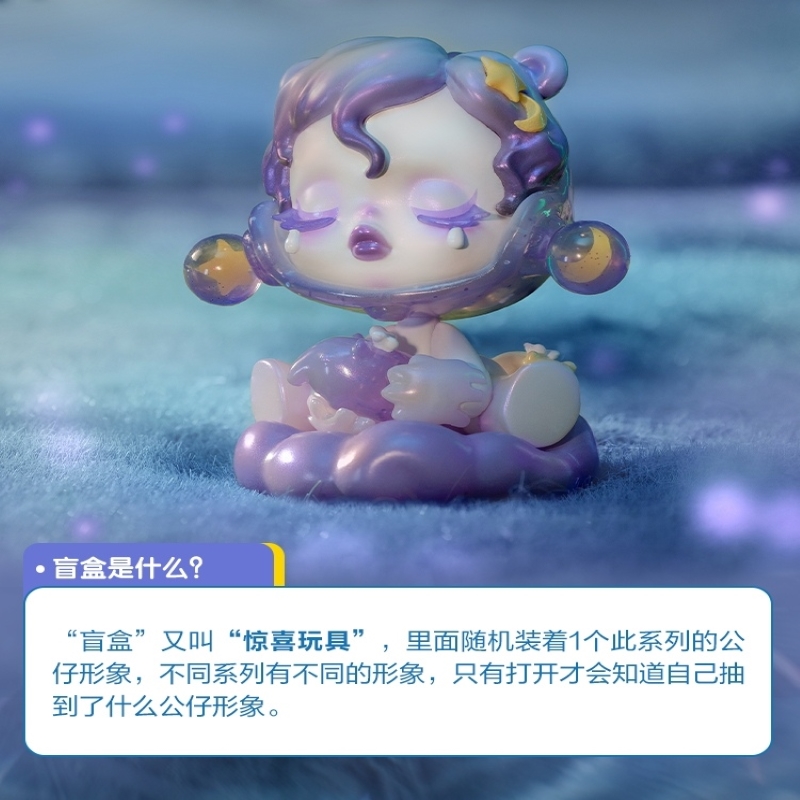 • 盲盒是什么？
“盲盒”又叫“惊喜玩具”，里面随机装着1个此系列的公
仔形象，不同系列有不同的形象，只有打开才会知道自己抽
到了什么公仔形象。